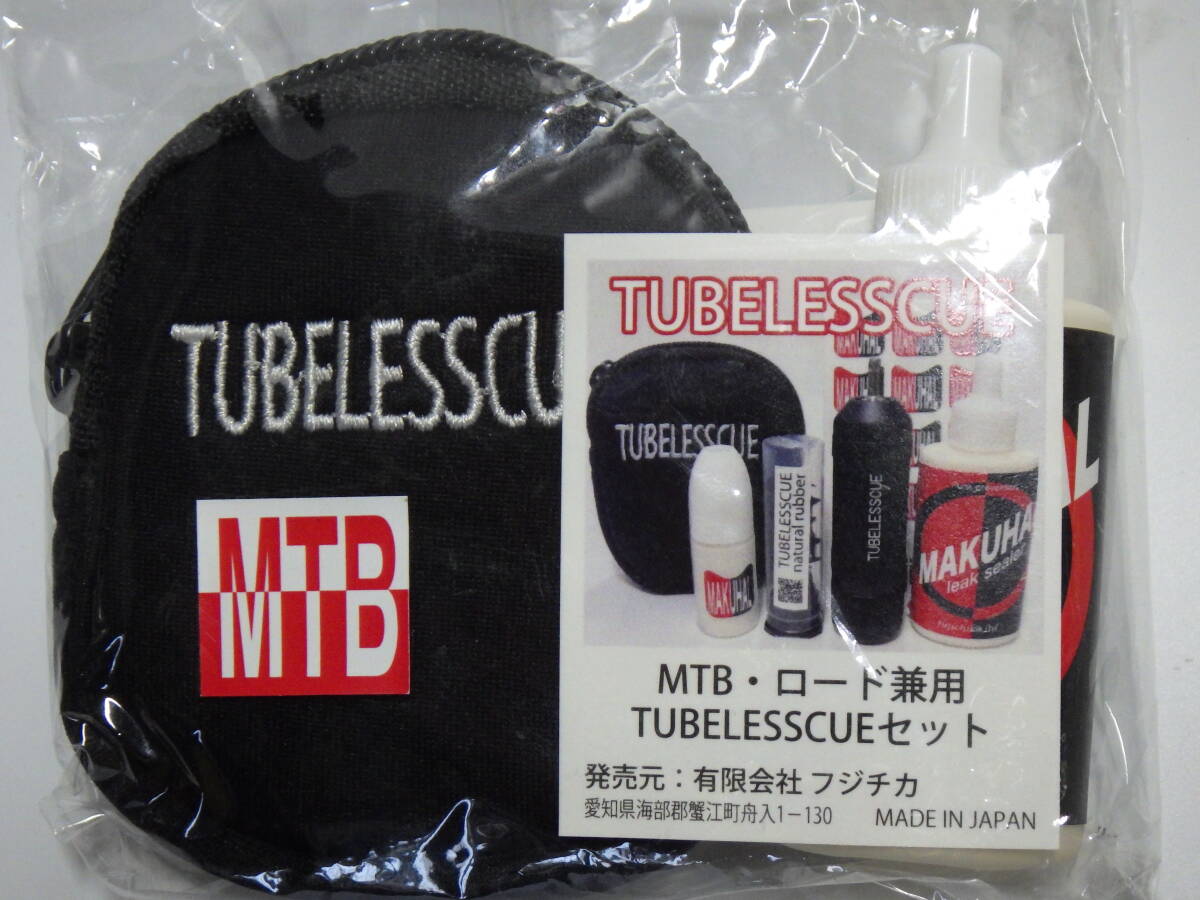 TUBELESSCU
MTB
TUBELESSCUE
MAKUHAL
TUBELESSCUE
MAKUHAL
TUBELESSCUE
natural rubber
TUBELESSCUE
MAKUHAL
leak sealer
AL
MTB・ロード兼用
TUBELESSCUEセット
発売元：有限会社 フジチカ
愛知県海部郡蟹江町舟入1－130 MADE IN JAPAN